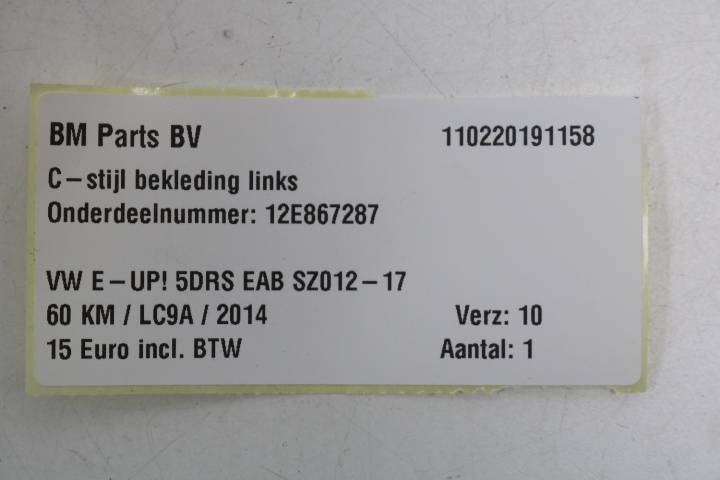 BM Parts BV 110220191158
C-stijl bekleding links
Onderdeelnummer: 12E867287
VW E-UP! 5DRS EAB SZ012-17
60 KM / LC9A / 2014 Verz: 10
15 Euro incl. BTW Aantal: 1